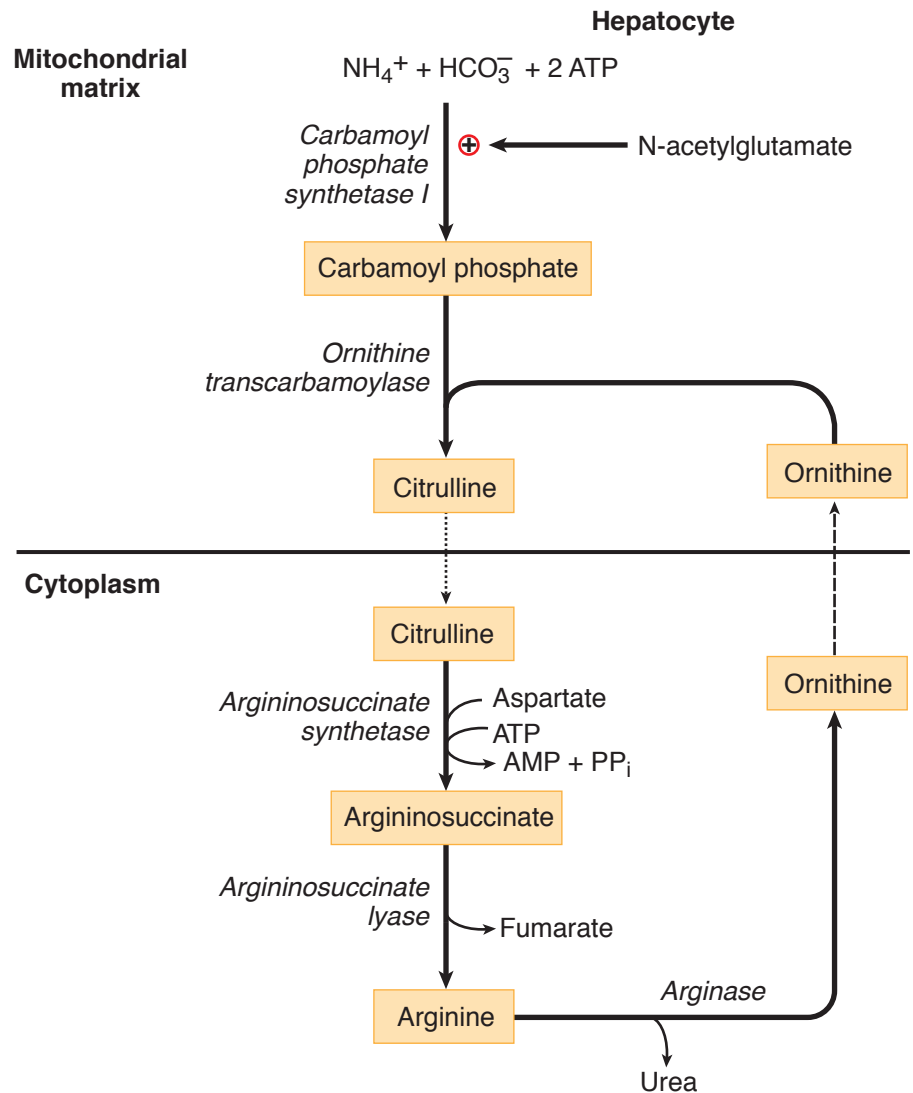 Hepatocyte
Mitochondrial
matrix
NH₄⁺ + HCO₃⁻ + 2 ATP
Carbamoyl
phosphate
synthetase I
+
N-acetylglutamate
Carbamoyl phosphate
Ornithine
transcarbamoylase
Citrulline
Ornithine
Cytoplasm
Citrulline
Ornithine
Argininosuccinate
synthetase
Aspartate
ATP
AMP + PPᵢ
Argininosuccinate
Argininosuccinate
lyase
Fumarate
Arginine
Arginase
Urea